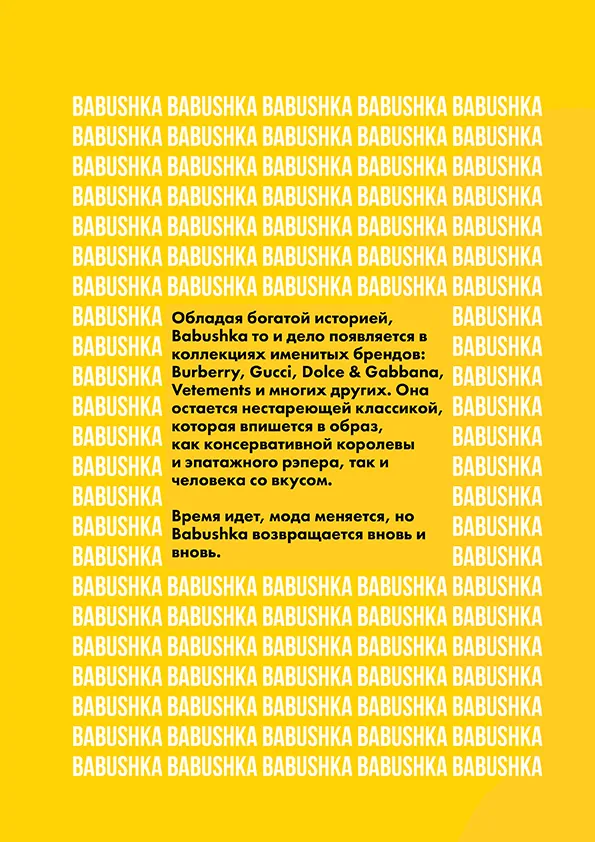 BABUSHKA BABUSHKA BABUSHKA BABUSHKA BABUSHKA
BABUSHKA BABUSHKA BABUSHKA BABUSHKA BABUSHKA
BABUSHKA BABUSHKA BABUSHKA BABUSHKA BABUSHKA
BABUSHKA BABUSHKA BABUSHKA BABUSHKA BABUSHKA
BABUSHKA BABUSHKA BABUSHKA BABUSHKA BABUSHKA
BABUSHKA BABUSHKA BABUSHKA BABUSHKA BABUSHKA
BABUSHKA BABUSHKA BABUSHKA BABUSHKA BABUSHKA
BABUSHKA
BABUSHKA
BABUSHKA
BABUSHKA
BABUSHKA
BABUSHKA
BABUSHKA
BABUSHKA
BABUSHKA
Обладая богатой историей,
Babushka то и дело появляется в
коллекциях именитых брендов:
Burberry, Gucci, Dolce & Gabbana,
Vetements и многих других. Она
остается нестареющей классикой,
которая впишется в образ,
как консервативной королевы
и эпатажного рэпера, так и
человека со вкусом.
Время идет, мода меняется, но
Babushka возвращается вновь и
вновь.
BABUSHKA
BABUSHKA
BABUSHKA
BABUSHKA
BABUSHKA
BABUSHKA
BABUSHKA
BABUSHKA
BABUSHKA
BABUSHKA BABUSHKA BABUSHKA BABUSHKA BABUSHKA
BABUSHKA BABUSHKA BABUSHKA BABUSHKA BABUSHKA
BABUSHKA BABUSHKA BABUSHKA BABUSHKA BABUSHKA
BABUSHKA BABUSHKA BABUSHKA BABUSHKA BABUSHKA
BABUSHKA BABUSHKA BABUSHKA BABUSHKA BABUSHKA
BABUSHKA BABUSHKA BABUSHKA BABUSHKA BABUSHKA
BABUSHKA BABUSHKA BABUSHKA BABUSHKA BABUSHKA